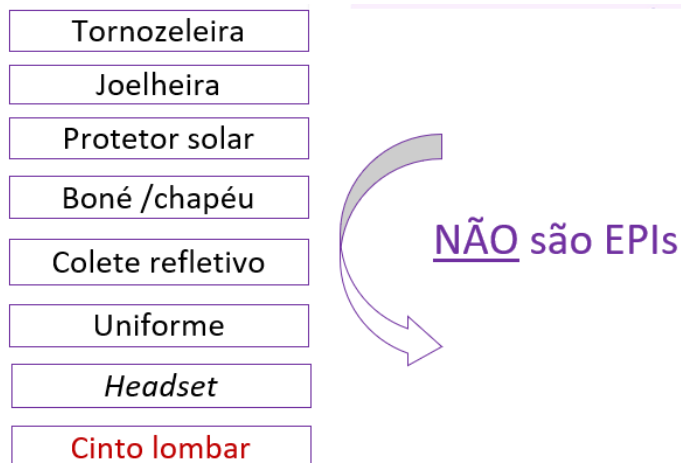 Tornozeleira
Joelheira
Protetor solar
Boné /chapéu
Colete refletivo
Uniforme
Headset
Cinto lombar
NÃO são EPIs